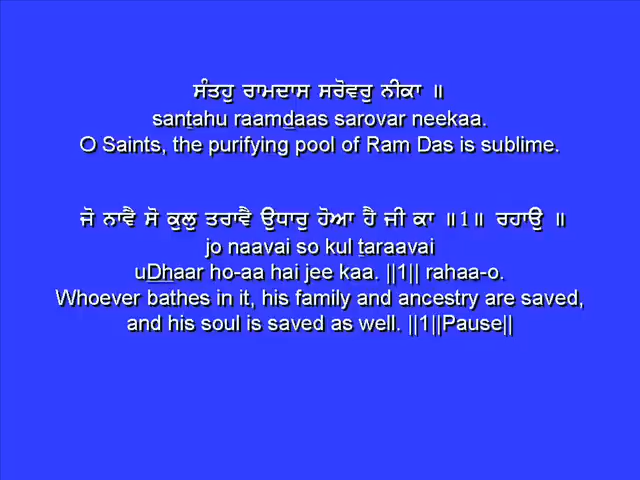 ਸੰਤਹੁ ਰਾਮਦਾਸ ਸਰੋਵਰੁ ਨੀਕਾ ॥
santahu raamdaas sarovar neekaa.
O Saints, the purifying pool of Ram Das is sublime.
ਜੋ ਨਾਵੈ ਸੋ ਕੁਲੁ ਤਰਾਵੈ ਉਧਾਰੁ ਹੋਆ ਹੈ ਜੀ ਕਾ ॥1॥ ਰਹਾਉ ॥
jo naavai so kul taraavai
uDhaar ho-aa hai jee kaa. ||1|| rahaa-o.
Whoever bathes in it, his family and ancestry are saved,
and his soul is saved as well. ||1||Pause||